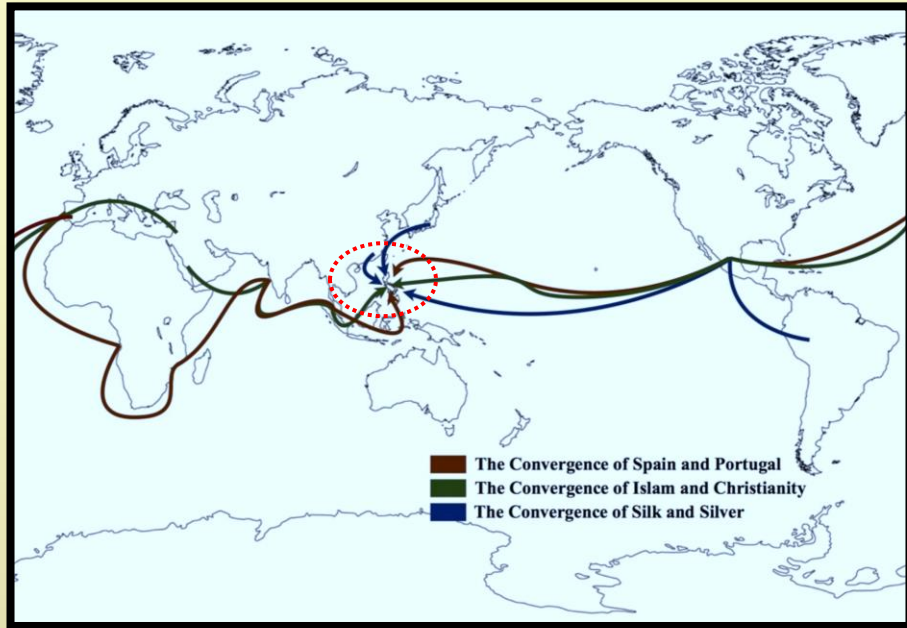 The Convergence of Spain and Portugal
The Convergence of Islam and Christianity
The Convergence of Silk and Silver